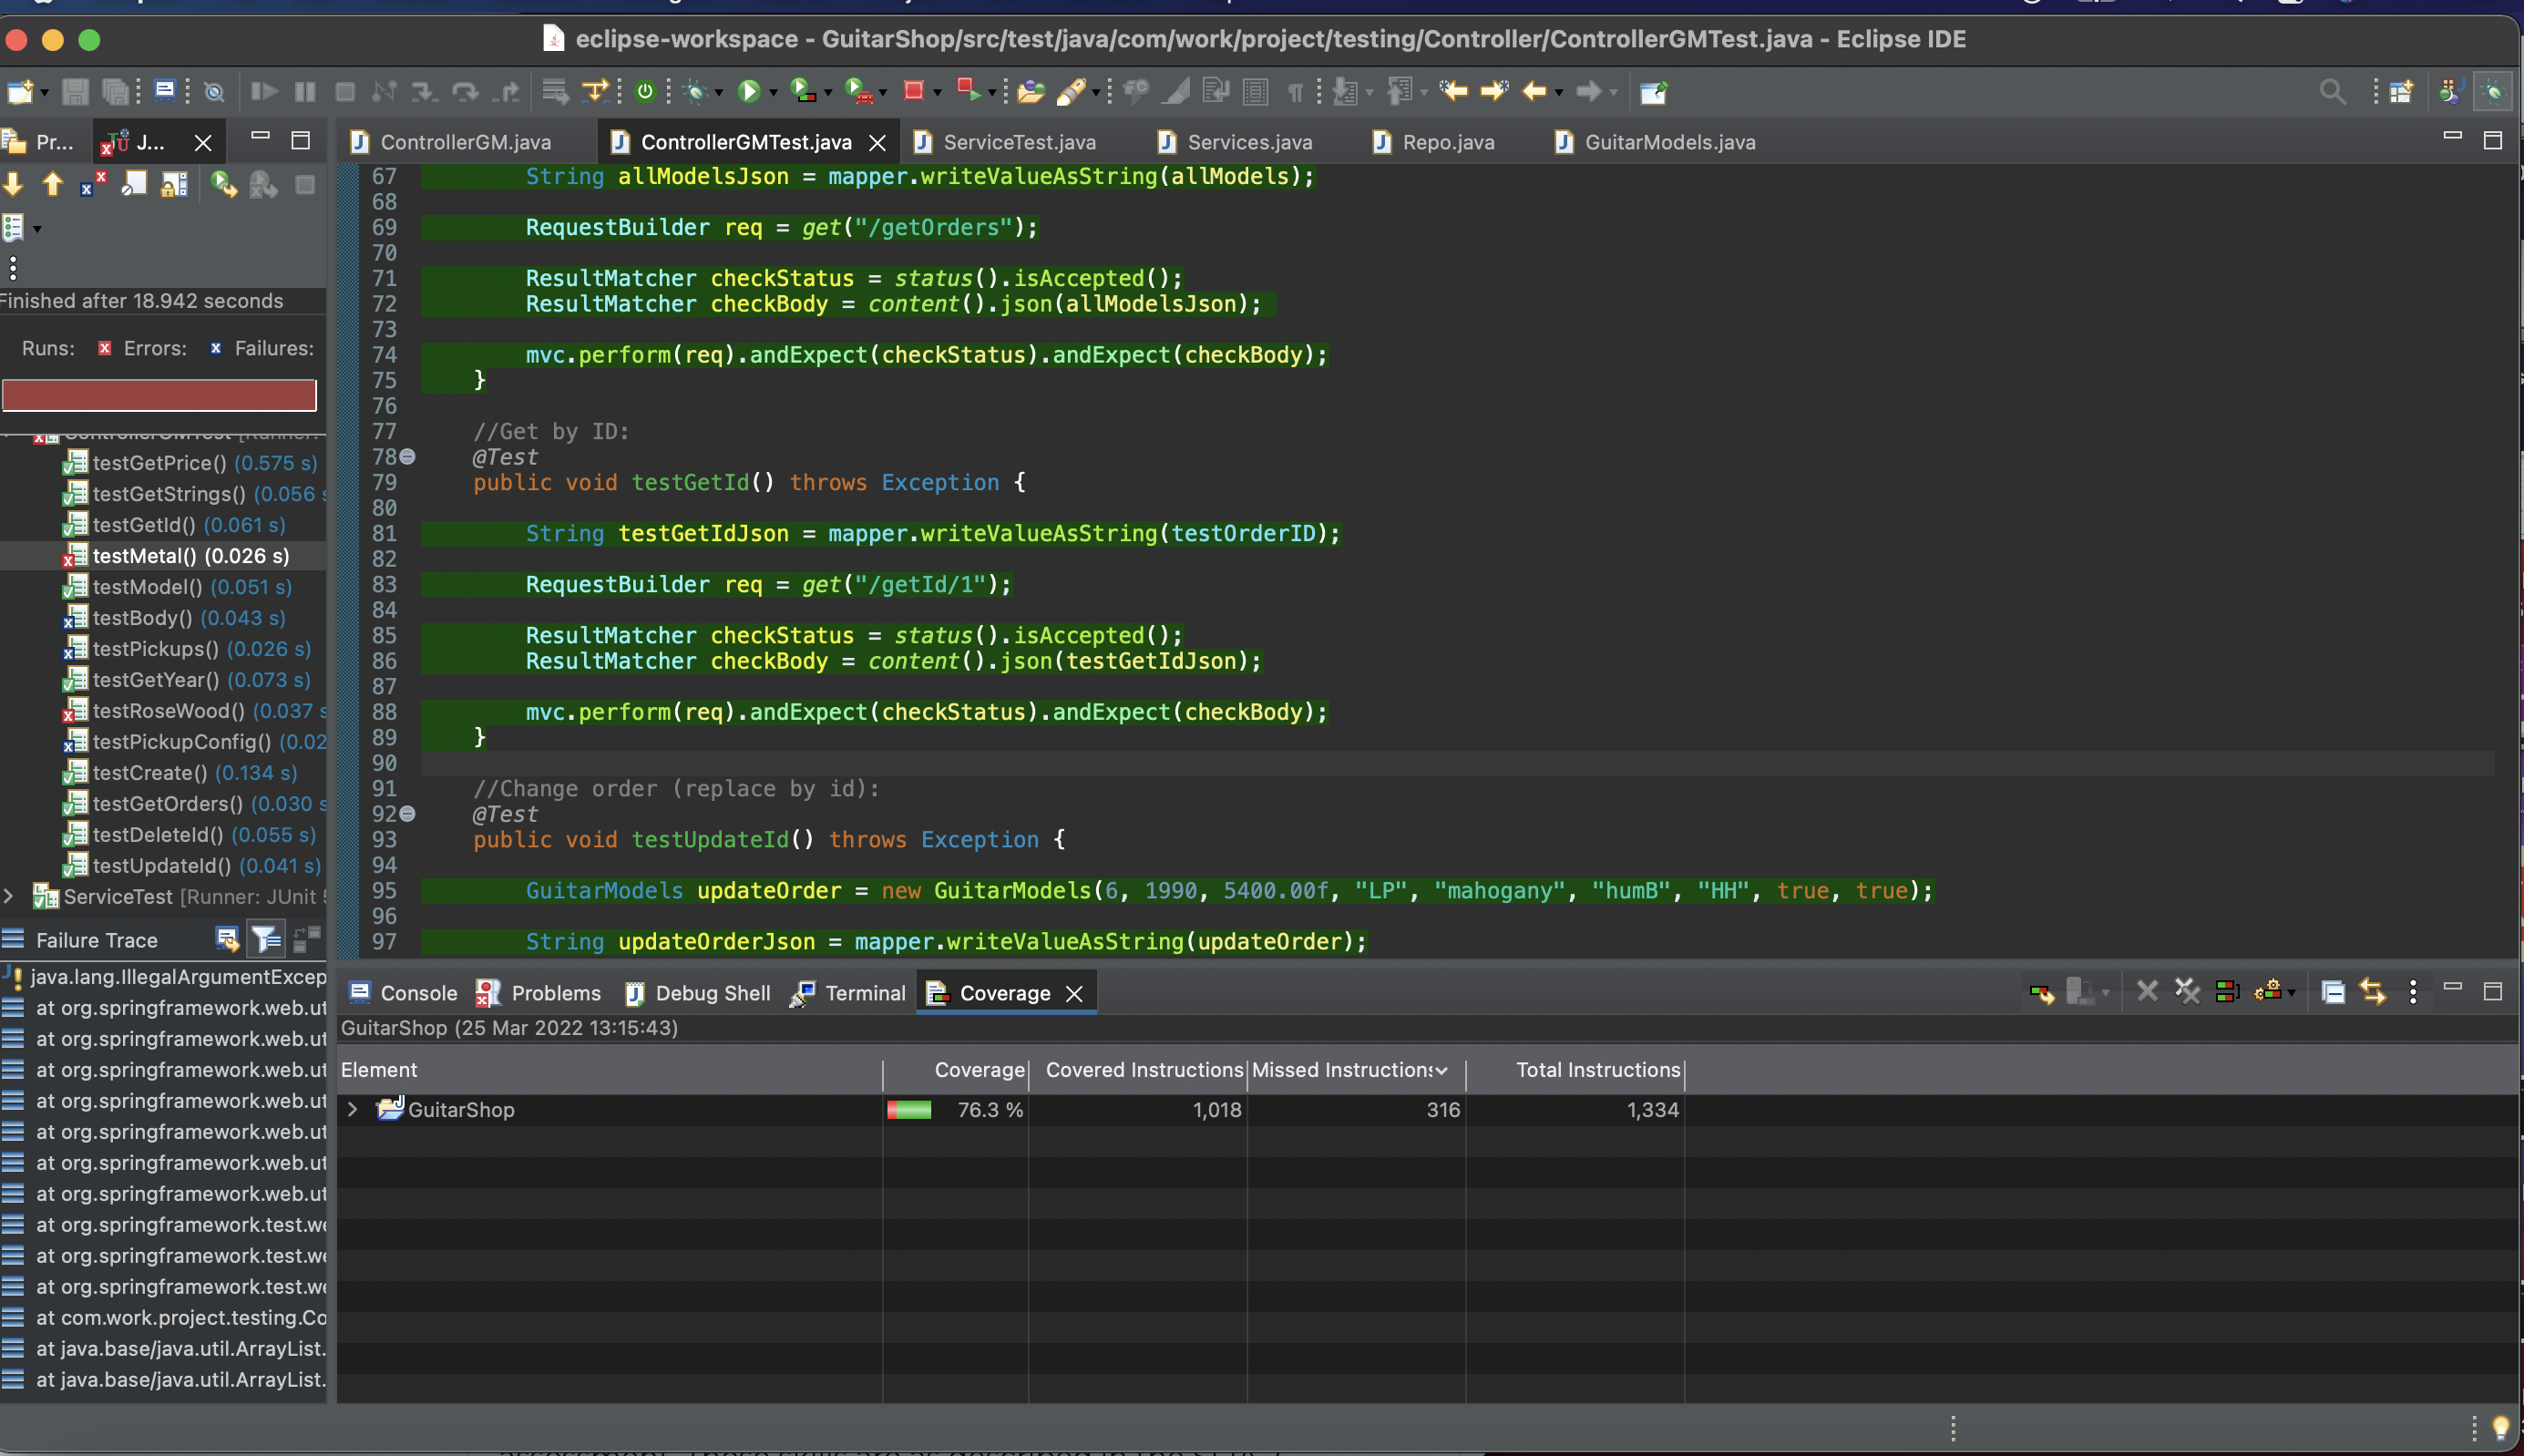 eclipse-workspace - GuitarShop/src/test/java/com/work/project/testing/Controller/ControllerGMTest.java - Eclipse IDE
Pr...
J...
ControllerGM.java
ControllerGMTest.java
ServiceTest.java
Services.java
Repo.java
GuitarModels.java
Finished after 18.942 seconds
Runs:
Errors:
Failures:
testGetPrice() (0.575 s)
testGetStrings() (0.056 s
testGetId() (0.061 s)
testMetal() (0.026 s)
testModel() (0.051 s)
testBody() (0.043 s)
testPickups() (0.026 s)
testGetYear() (0.073 s)
testRoseWood() (0.037 s
testPickupConfig() (0.02
testCreate() (0.134 s)
testGetOrders() (0.030 s
testDeleteId() (0.055 s)
testUpdateId() (0.041 s)
ServiceTest [Runner: JUnit 5
Failure Trace
java.lang.IllegalArgumentExcep
at org.springframework.web.ut
at org.springframework.web.ut
at org.springframework.web.ut
at org.springframework.web.ut
at org.springframework.web.ut
at org.springframework.web.ut
at org.springframework.web.ut
at org.springframework.test.we
at org.springframework.test.we
at org.springframework.test.we
at com.work.project.testing.Co
at java.base/java.util.ArrayList.
at java.base/java.util.ArrayList.
67 String allModelsJson = mapper.writeValueAsString(allModels);
68
69 RequestBuilder req = get("/getOrders");
70
71 ResultMatcher checkStatus = status().isAccepted();
72 ResultMatcher checkBody = content().json(allModelsJson);
73
74 mvc.perform(req).andExpect(checkStatus).andExpect(checkBody);
75 }
76
77 //Get by ID:
78 @Test
79 public void testGetId() throws Exception {
80
81 String testGetIdJson = mapper.writeValueAsString(testOrderID);
82
83 RequestBuilder req = get("/getId/1");
84
85 ResultMatcher checkStatus = status().isAccepted();
86 ResultMatcher checkBody = content().json(testGetIdJson);
87
88 mvc.perform(req).andExpect(checkStatus).andExpect(checkBody);
89 }
90
91 //Change order (replace by id):
92 @Test
93 public void testUpdateId() throws Exception {
94
95 GuitarModels updateOrder = new GuitarModels(6, 1990, 5400.00f, "LP", "mahogany", "humB", "HH", true, true);
96
97 String updateOrderJson = mapper.writeValueAsString(updateOrder);
Console
Problems
Debug Shell
Terminal
Coverage
GuitarShop (25 Mar 2022 13:15:43)
Element Coverage Covered Instructions Missed Instructions Total Instructions
GuitarShop 76.3 % 1,018 316 1,334